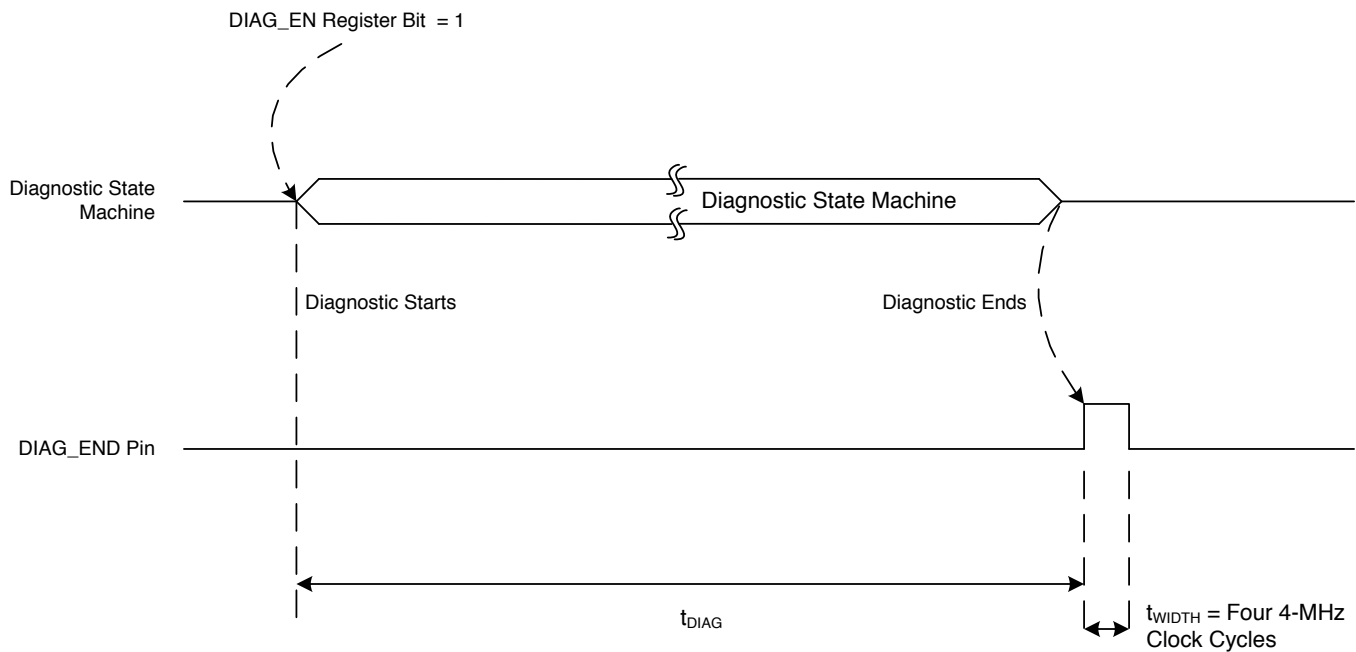 DIAG_EN Register Bit = 1
Diagnostic State
Machine
Diagnostic State Machine
Diagnostic Starts
Diagnostic Ends
DIAG_END Pin
tDIAG
tWIDTH = Four 4-MHz
Clock Cycles